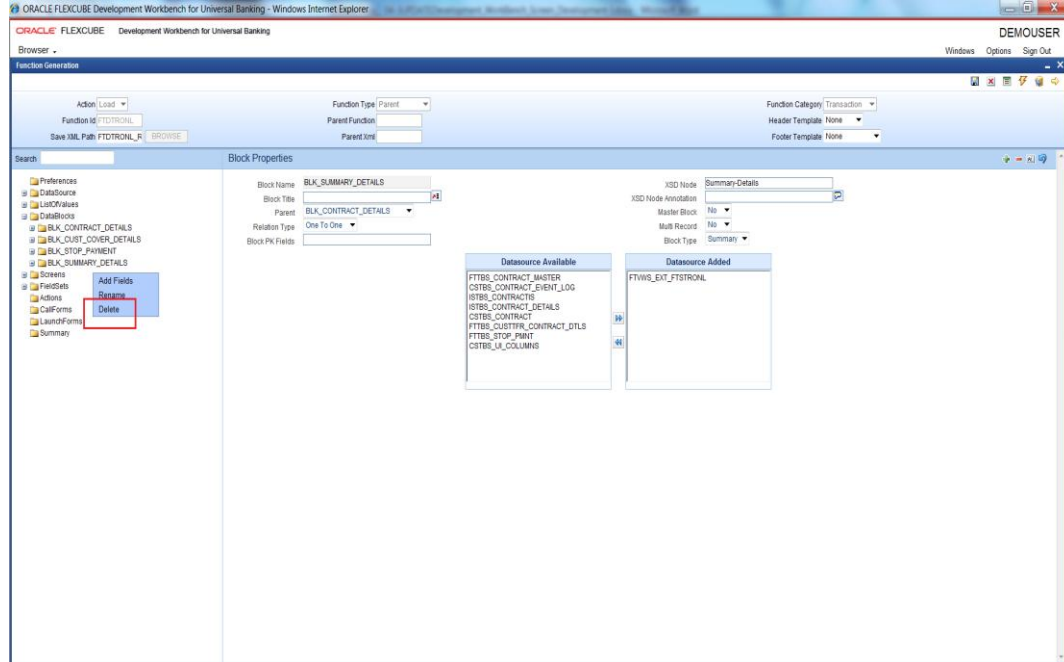 ORACLE FLEXCUBE Development Workbench for Universal Banking - Windows Internet Explorer
ORACLE FLEXCUBE Development Workbench for Universal Banking
DEMOUSER
Browser
Windows Options Sign Out
Function Generation
Action Load
Function Type Parent
Function Category Transaction
Function Id FTDTRONL
Parent Function
Header Template None
Save XML Path FTDTRONL_R BROWSE
Parent Xml
Footer Template None
Search
Block Properties
Preferences
DataSource
ListOfValues
DataBlocks
BLK_CONTRACT_DETAILS
BLK_CUST_COVER_DETAILS
BLK_STOP_PAYMENT
BLK_SUMMARY_DETAILS
Screens
FieldSets
Actions
CallForms
LaunchForms
Summary
Add Fields
Rename
Delete
Block Name BLK_SUMMARY_DETAILS
Block Title
Parent BLK_CONTRACT_DETAILS
Relation Type One To One
Block PK Fields
XSD Node Summary-Details
XSD Node Annotation
Master Block No
Multi Record No
Block Type Summary
Datasource Available
FTTBS_CONTRACT_MASTER
CSTBS_CONTRACT_EVENT_LOG
ISTBS_CONTRACTIS
ISTBS_CONTRACT_DETAILS
CSTBS_CONTRACT
FTTBS_CUSTTFR_CONTRACT_DTLS
FTTBS_STOP_PMNT
CSTBS_UI_COLUMNS
Datasource Added
FTVWS_EXT_FTSTRONL